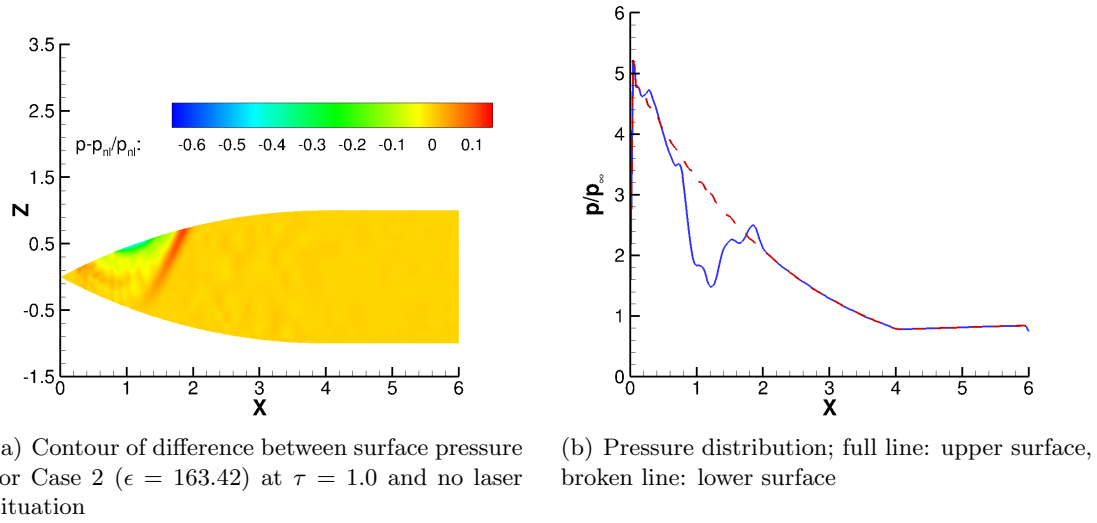 3.5
2.5
1.5
0.5
-0.5
-1.5
Z
p-pnl/pnl:
-0.6 -0.5 -0.4 -0.3 -0.2 -0.1 0 0.1
0 1 2 3 4 5 6
X
6
5
4
3
2
1
0
p/p∞
0 1 2 3 4 5 6
X
a) Contour of difference between surface pressure
or Case 2 (ϵ = 163.42) at τ = 1.0 and no laser
ituation
(b) Pressure distribution; full line: upper surface,
broken line: lower surface